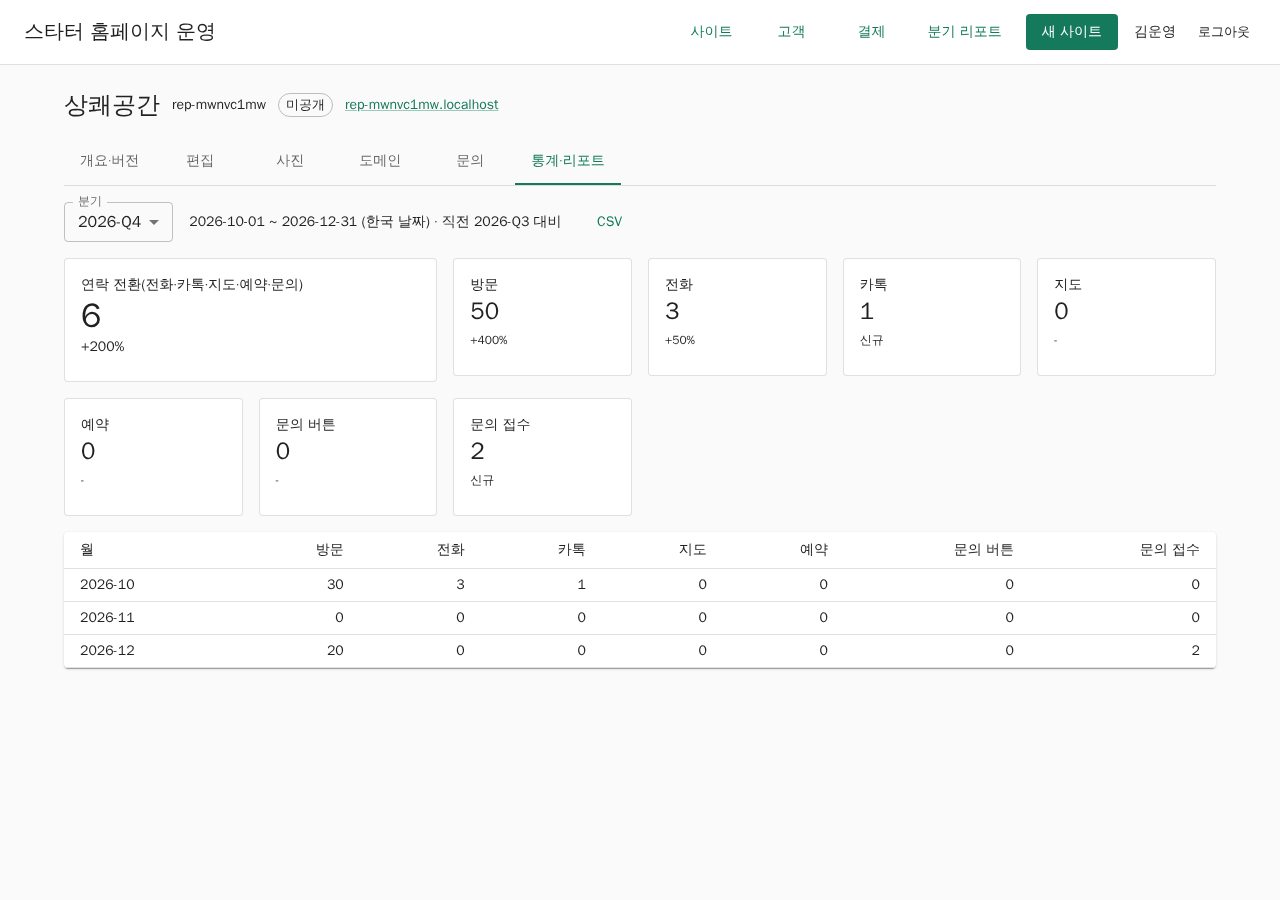 스타터 홈페이지 운영 사이트 고객 결제 분기 리포트 새 사이트 김운영 로그아웃
상쾌공간 rep-mwnvc1mw 미공개 rep-mwnvc1mw.localhost
개요·버전 편집 사진 도메인 문의 통계·리포트
분기
2026-Q4 2026-10-01 ~ 2026-12-31 (한국 날짜) · 직전 2026-Q3 대비 CSV
연락 전환(전화·카톡·지도·예약·문의)
6
+200%
방문
50
+400%
전화
3
+50%
카톡
1
신규
지도
0
-
예약
0
-
문의 버튼
0
-
문의 접수
2
신규
월 방문 전화 카톡 지도 예약 문의 버튼 문의 접수
2026-10 30 3 1 0 0 0 0
2026-11 0 0 0 0 0 0 0
2026-12 20 0 0 0 0 0 2